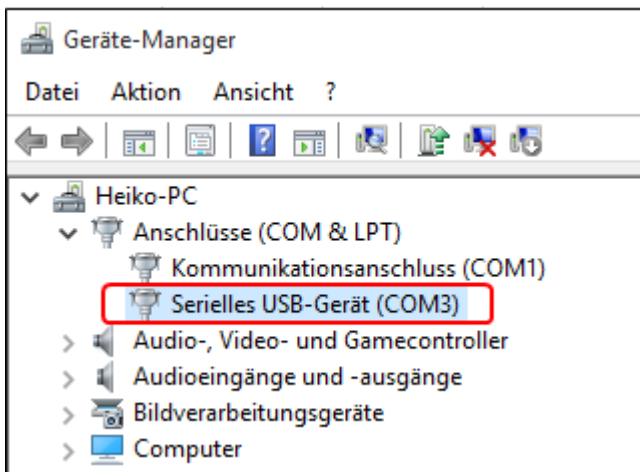 Geräte-Manager
Datei Aktion Ansicht ?
Heiko-PC
Anschlüsse (COM & LPT)
Kommunikationsanschluss (COM1)
Serielles USB-Gerät (COM3)
Audio-, Video- und Gamecontroller
Audioeingänge und -ausgänge
Bildverarbeitungsgeräte
Computer